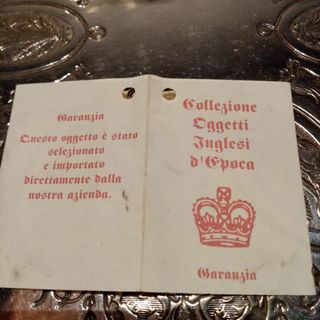 Garanzia
Questo oggetto è stato
selezionato
e importato
direttamente dalla
nostra azienda.
Collezione
Oggetti
Inglesi
d'Epoca
Garanzia